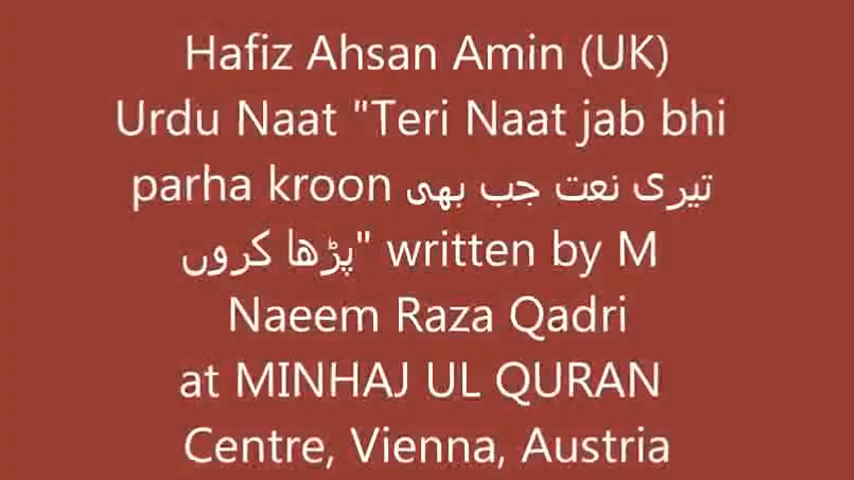 Hafiz Ahsan Amin (UK)
Urdu Naat "Teri Naat jab bhi
parha kroon تیری نعت جب بھی
پڑھا کروں" written by M
Naeem Raza Qadri
at MINHAJ UL QURAN
Centre, Vienna, Austria